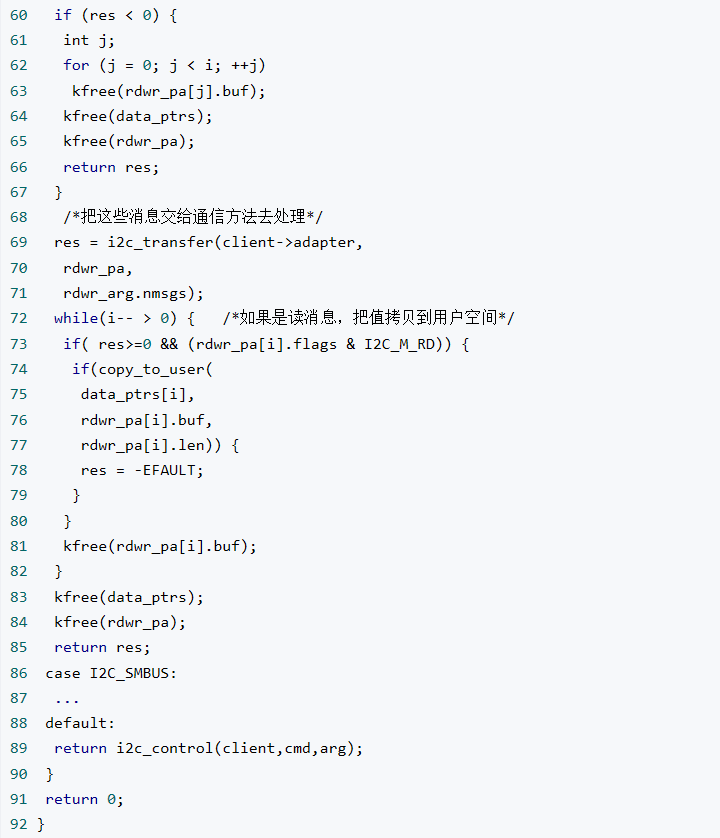 60   if (res < 0) {
61    int j;
62    for (j = 0; j < i; ++j)
63     kfree(rdwr_pa[j].buf);
64    kfree(data_ptrs);
65    kfree(rdwr_pa);
66    return res;
67   }
68    /*把这些消息交给通信方法去处理*/
69   res = i2c_transfer(client->adapter,
70    rdwr_pa,
71    rdwr_arg.nmsgs);
72   while(i-- > 0) {   /*如果是读消息，把值拷贝到用户空间*/
73    if( res>=0 && (rdwr_pa[i].flags & I2C_M_RD)) {
74     if(copy_to_user(
75      data_ptrs[i],
76      rdwr_pa[i].buf,
77      rdwr_pa[i].len)) {
78      res = -EFAULT;
79     }
80    }
81    kfree(rdwr_pa[i].buf);
82   }
83   kfree(data_ptrs);
84   kfree(rdwr_pa);
85   return res;
86  case I2C_SMBUS:
87   ...
88  default:
89   return i2c_control(client,cmd,arg);
90  }
91  return 0;
92 }